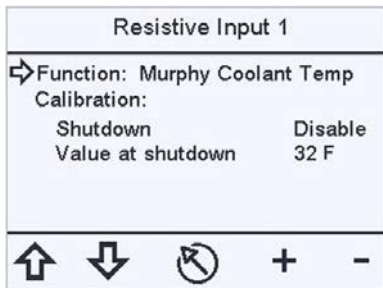 Resistive Input 1
Function: Murphy Coolant Temp
Calibration:
Shutdown Disable
Value at shutdown 32 F
+ -